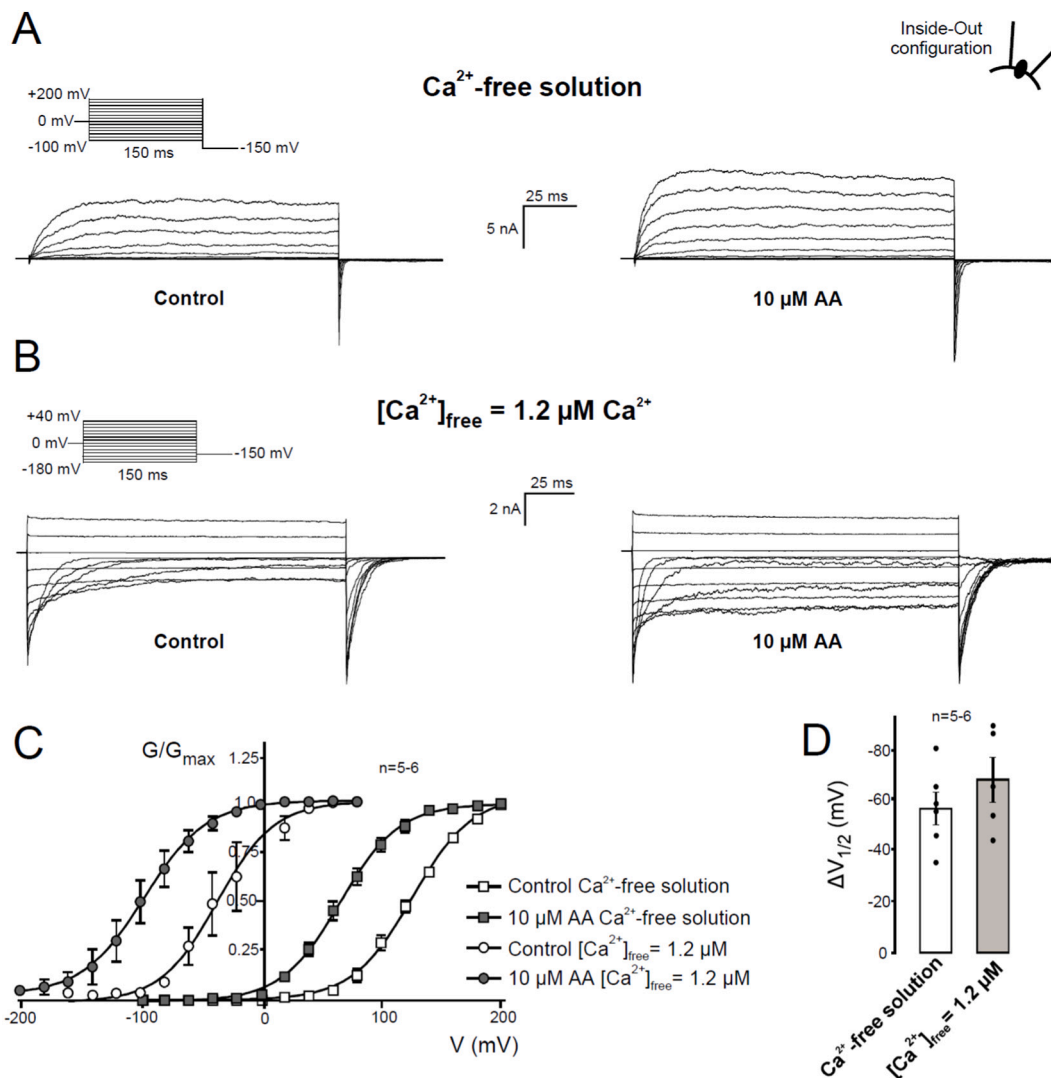 A
Inside-Out
configuration
Ca²⁺-free solution
+200 mV
0 mV
-100 mV
150 ms
-150 mV
25 ms
5 nA
Control
10 µM AA
B
[Ca²⁺]free = 1.2 µM Ca²⁺
+40 mV
0 mV
-180 mV
150 ms
-150 mV
25 ms
2 nA
Control
10 µM AA
C
G/Gmax
n=5-6
1.25
1.0
0.75
0.50
0.25
-200
-100
0
100
200
V (mV)
Control Ca²⁺-free solution
10 µM AA Ca²⁺-free solution
Control [Ca²⁺]free= 1.2 µM
10 µM AA [Ca²⁺]free= 1.2 µM
D
n=5-6
ΔV1/2 (mV)
-80
-60
-40
-20
0
Ca²⁺-free solution
[Ca²⁺]free = 1.2 µM